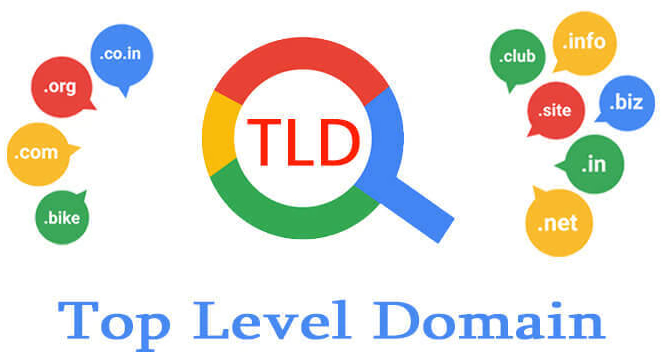 .co.in
.org
.com
.bike
TLD
.club
.info
.site
.biz
.in
.net
Top Level Domain